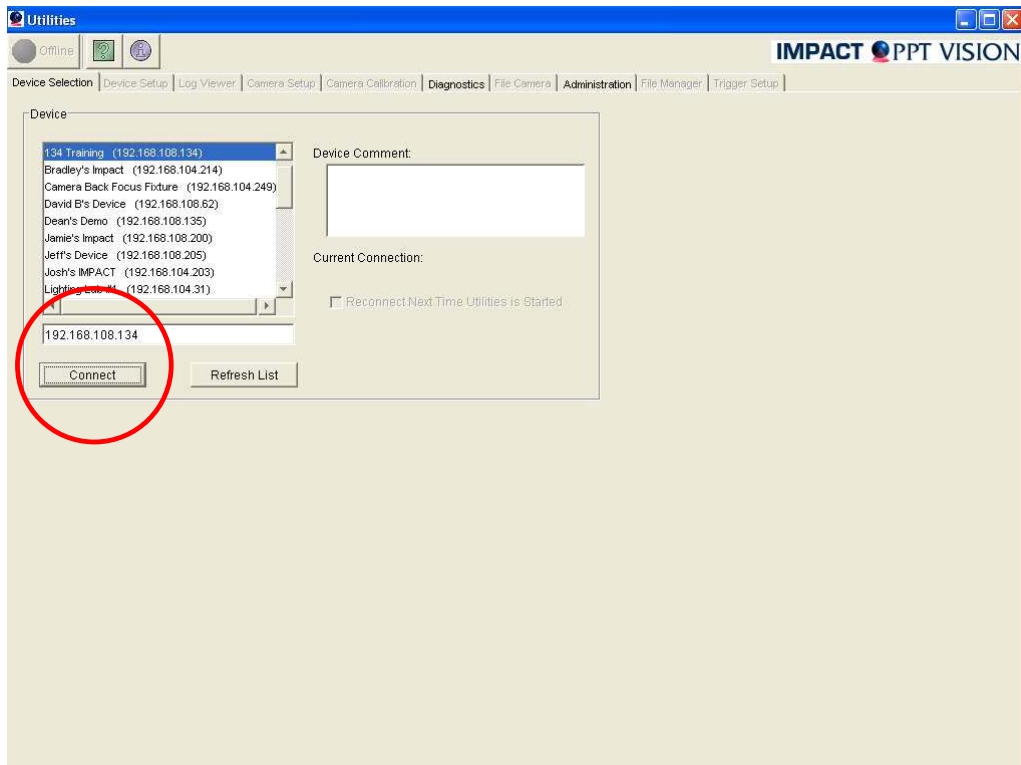 Utilities
Offline
IMPACT PPT VISION
Device Selection Device Setup Log Viewer Camera Setup Camera Calibration Diagnostics File Camera Administration File Manager Trigger Setup
Device
134 Training (192.168.108.134)
Bradley's Impact (192.168.104.214)
Camera Back Focus Fixture (192.168.104.249)
David B's Device (192.168.108.62)
Dean's Demo (192.168.108.135)
Jamie's Impact (192.168.108.200)
Jeff's Device (192.168.108.205)
Josh's IMPACT (192.168.104.203)
Lighting Lab #1 (192.168.104.31)
192.168.108.134
Connect Refresh List
Device Comment:
Current Connection:
Reconnect Next Time Utilities is Started